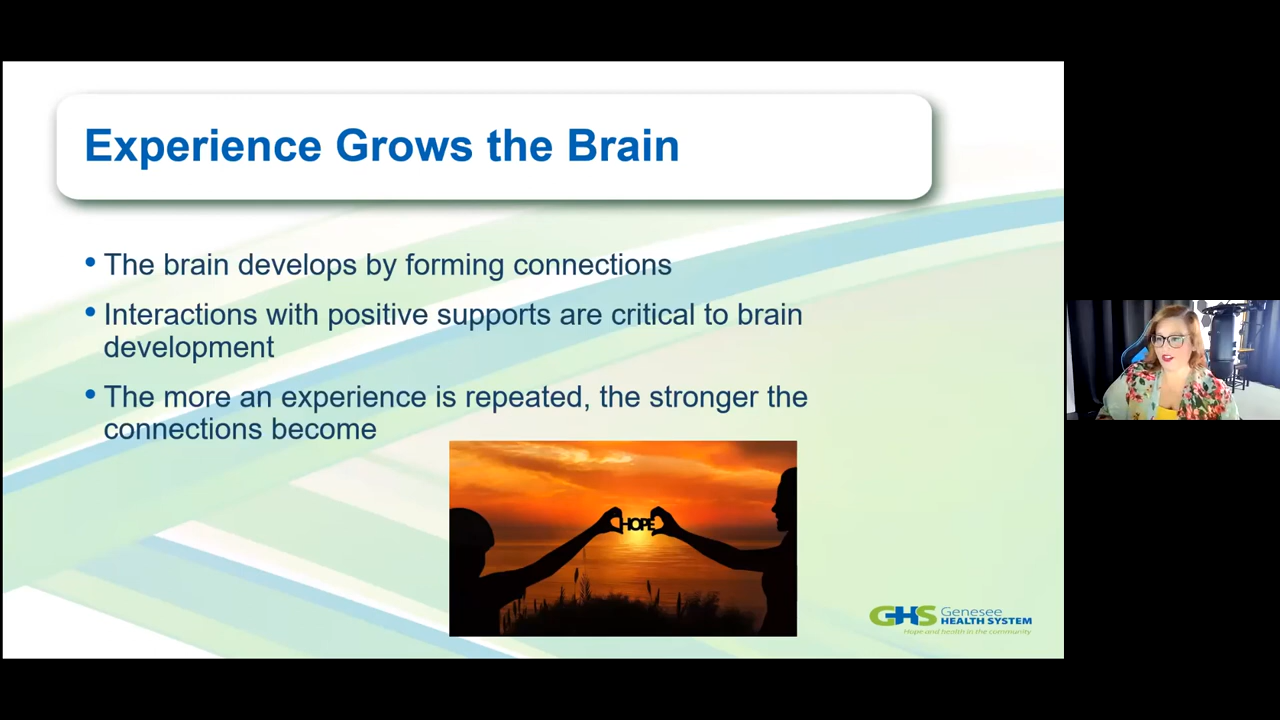 Experience Grows the Brain
• The brain develops by forming connections
• Interactions with positive supports are critical to brain
development
• The more an experience is repeated, the stronger the
connections become
HOPE
GHS Genesee
HEALTH SYSTEM
Hope and health in the community